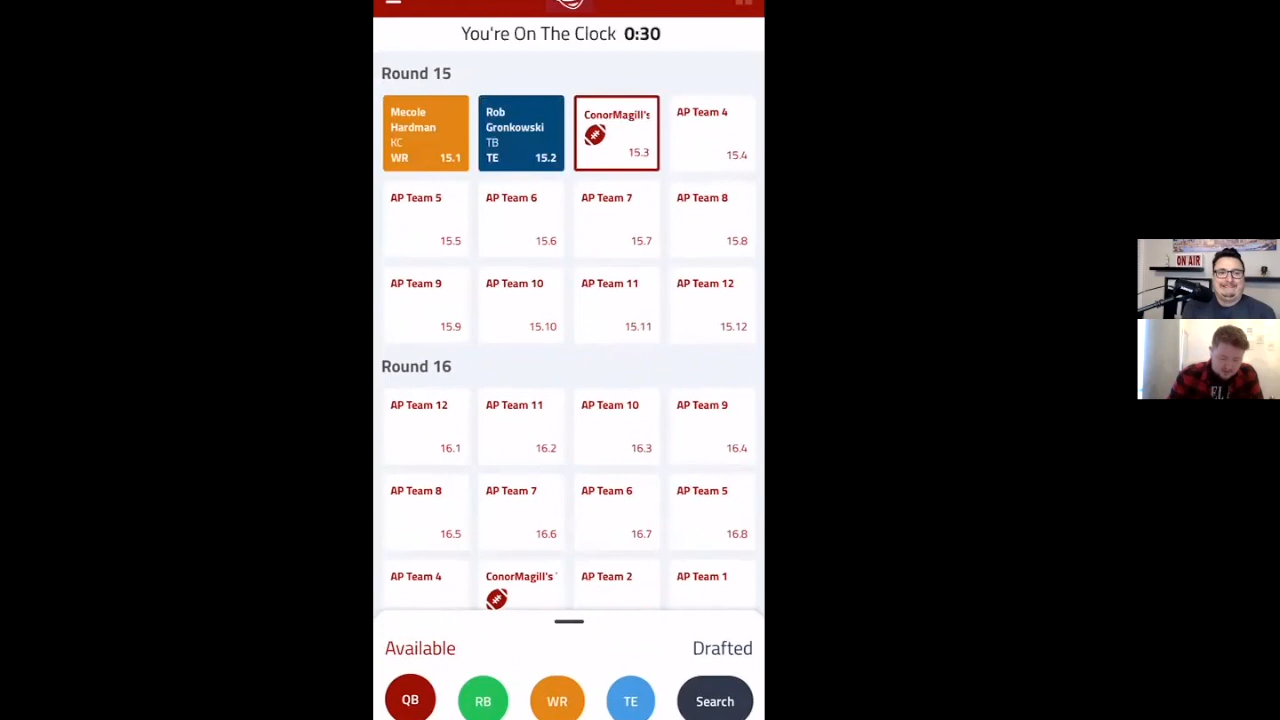 You're On The Clock 0:30
Round 15
Mecole
Hardman
KC
WR 15.1
Rob
Gronkowski
TB
TE 15.2
ConorMagill's
15.3
AP Team 4
15.4
AP Team 5
15.5
AP Team 6
15.6
AP Team 7
15.7
AP Team 8
15.8
AP Team 9
15.9
AP Team 10
15.10
AP Team 11
15.11
AP Team 12
15.12
Round 16
AP Team 12
16.1
AP Team 11
16.2
AP Team 10
16.3
AP Team 9
16.4
AP Team 8
16.5
AP Team 7
16.6
AP Team 6
16.7
AP Team 5
16.8
AP Team 4
ConorMagill's
AP Team 2
AP Team 1
Available
Drafted
QB
RB
WR
TE
Search
ON AIR